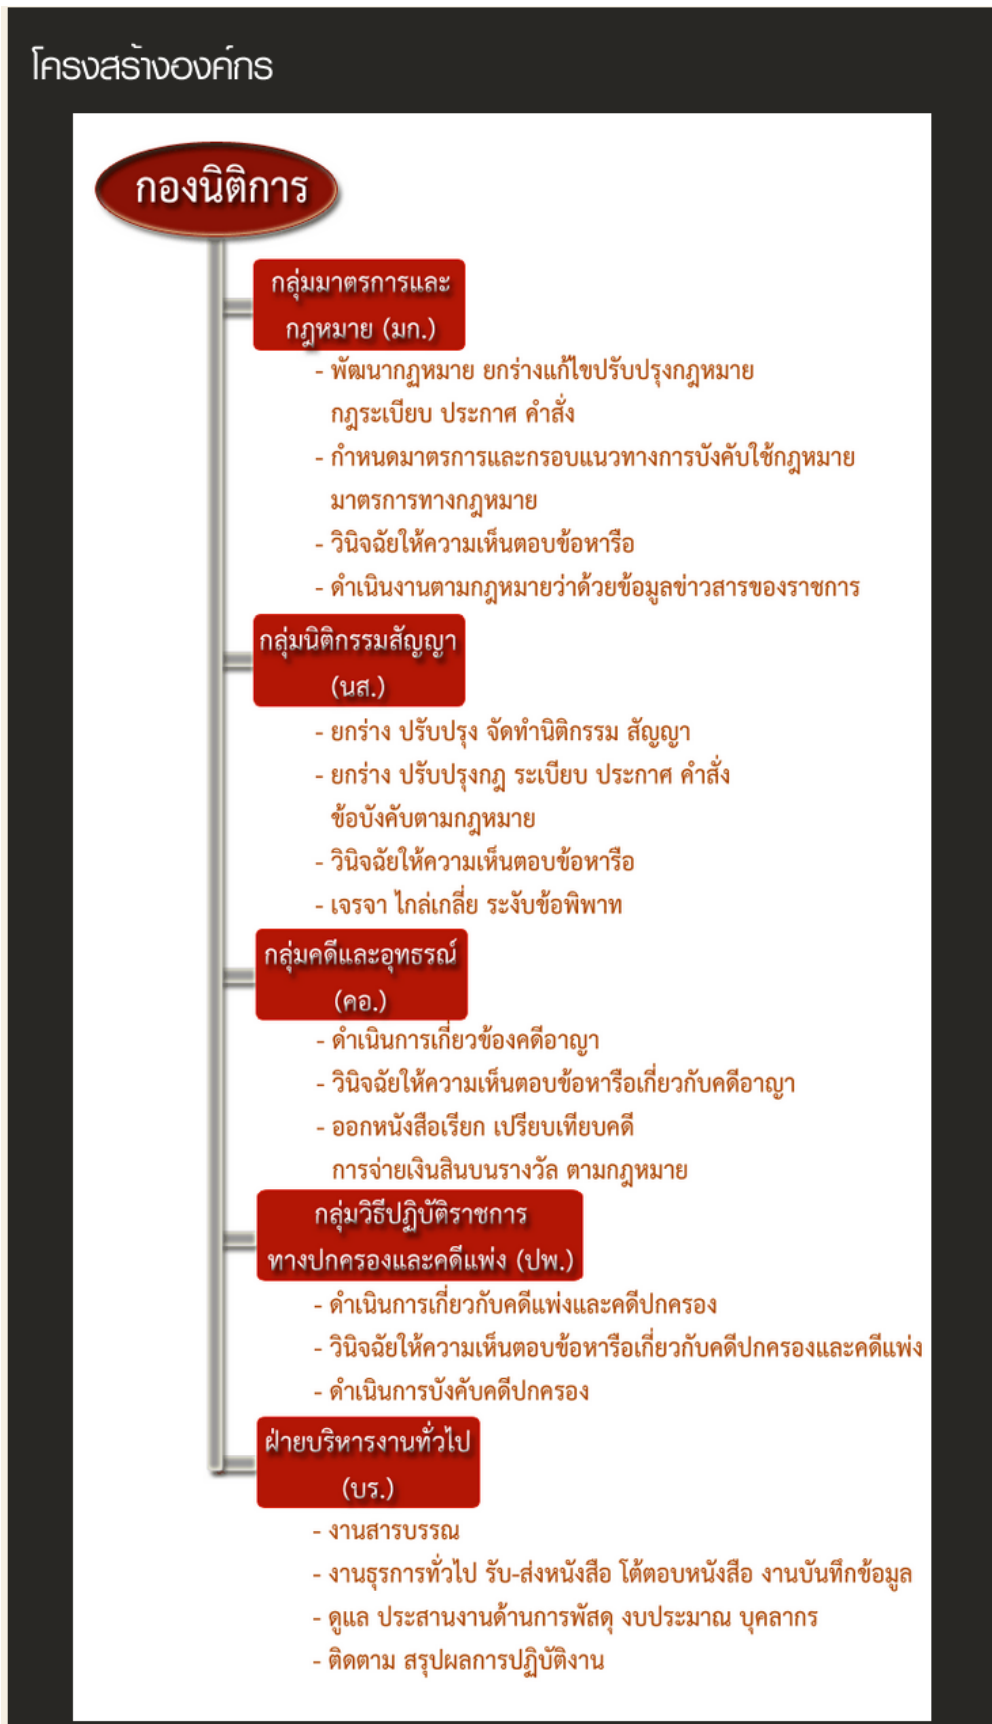 โครงสร้างองค์กร
กองนิติการ
กลุ่มมาตรการและ
กฎหมาย (มก.)
- พัฒนากฎหมาย ยกร่างแก้ไขปรับปรุงกฎหมาย
กฎระเบียบ ประกาศ คำสั่ง
- กำหนดมาตรการและกรอบแนวทางการบังคับใช้กฎหมาย
มาตรการทางกฎหมาย
- วินิจฉัยให้ความเห็นตอบข้อหารือ
- ดำเนินงานตามกฎหมายว่าด้วยข้อมูลข่าวสารของราชการ
กลุ่มนิติกรรมสัญญา
(นส.)
- ยกร่าง ปรับปรุง จัดทำนิติกรรม สัญญา
- ยกร่าง ปรับปรุงกฎ ระเบียบ ประกาศ คำสั่ง
ข้อบังคับตามกฎหมาย
- วินิจฉัยให้ความเห็นตอบข้อหารือ
- เจรจา ไกล่เกลี่ย ระงับข้อพิพาท
กลุ่มคดีและอุทธรณ์
(คอ.)
- ดำเนินการเกี่ยวข้องคดีอาญา
- วินิจฉัยให้ความเห็นตอบข้อหารือเกี่ยวกับคดีอาญา
- ออกหนังสือเรียก เปรียบเทียบคดี
การจ่ายเงินสินบนรางวัล ตามกฎหมาย
กลุ่มวิธีปฏิบัติราชการ
ทางปกครองและคดีแพ่ง (ปพ.)
- ดำเนินการเกี่ยวกับคดีแพ่งและคดีปกครอง
- วินิจฉัยให้ความเห็นตอบข้อหารือเกี่ยวกับคดีปกครองและคดีแพ่ง
- ดำเนินการบังคับคดีปกครอง
ฝ่ายบริหารงานทั่วไป
(บร.)
- งานสารบรรณ
- งานธุรการทั่วไป รับ-ส่งหนังสือ โต้ตอบหนังสือ งานบันทึกข้อมูล
- ดูแล ประสานงานด้านการพัสดุ งบประมาณ บุคลากร
- ติดตาม สรุปผลการปฏิบัติงาน